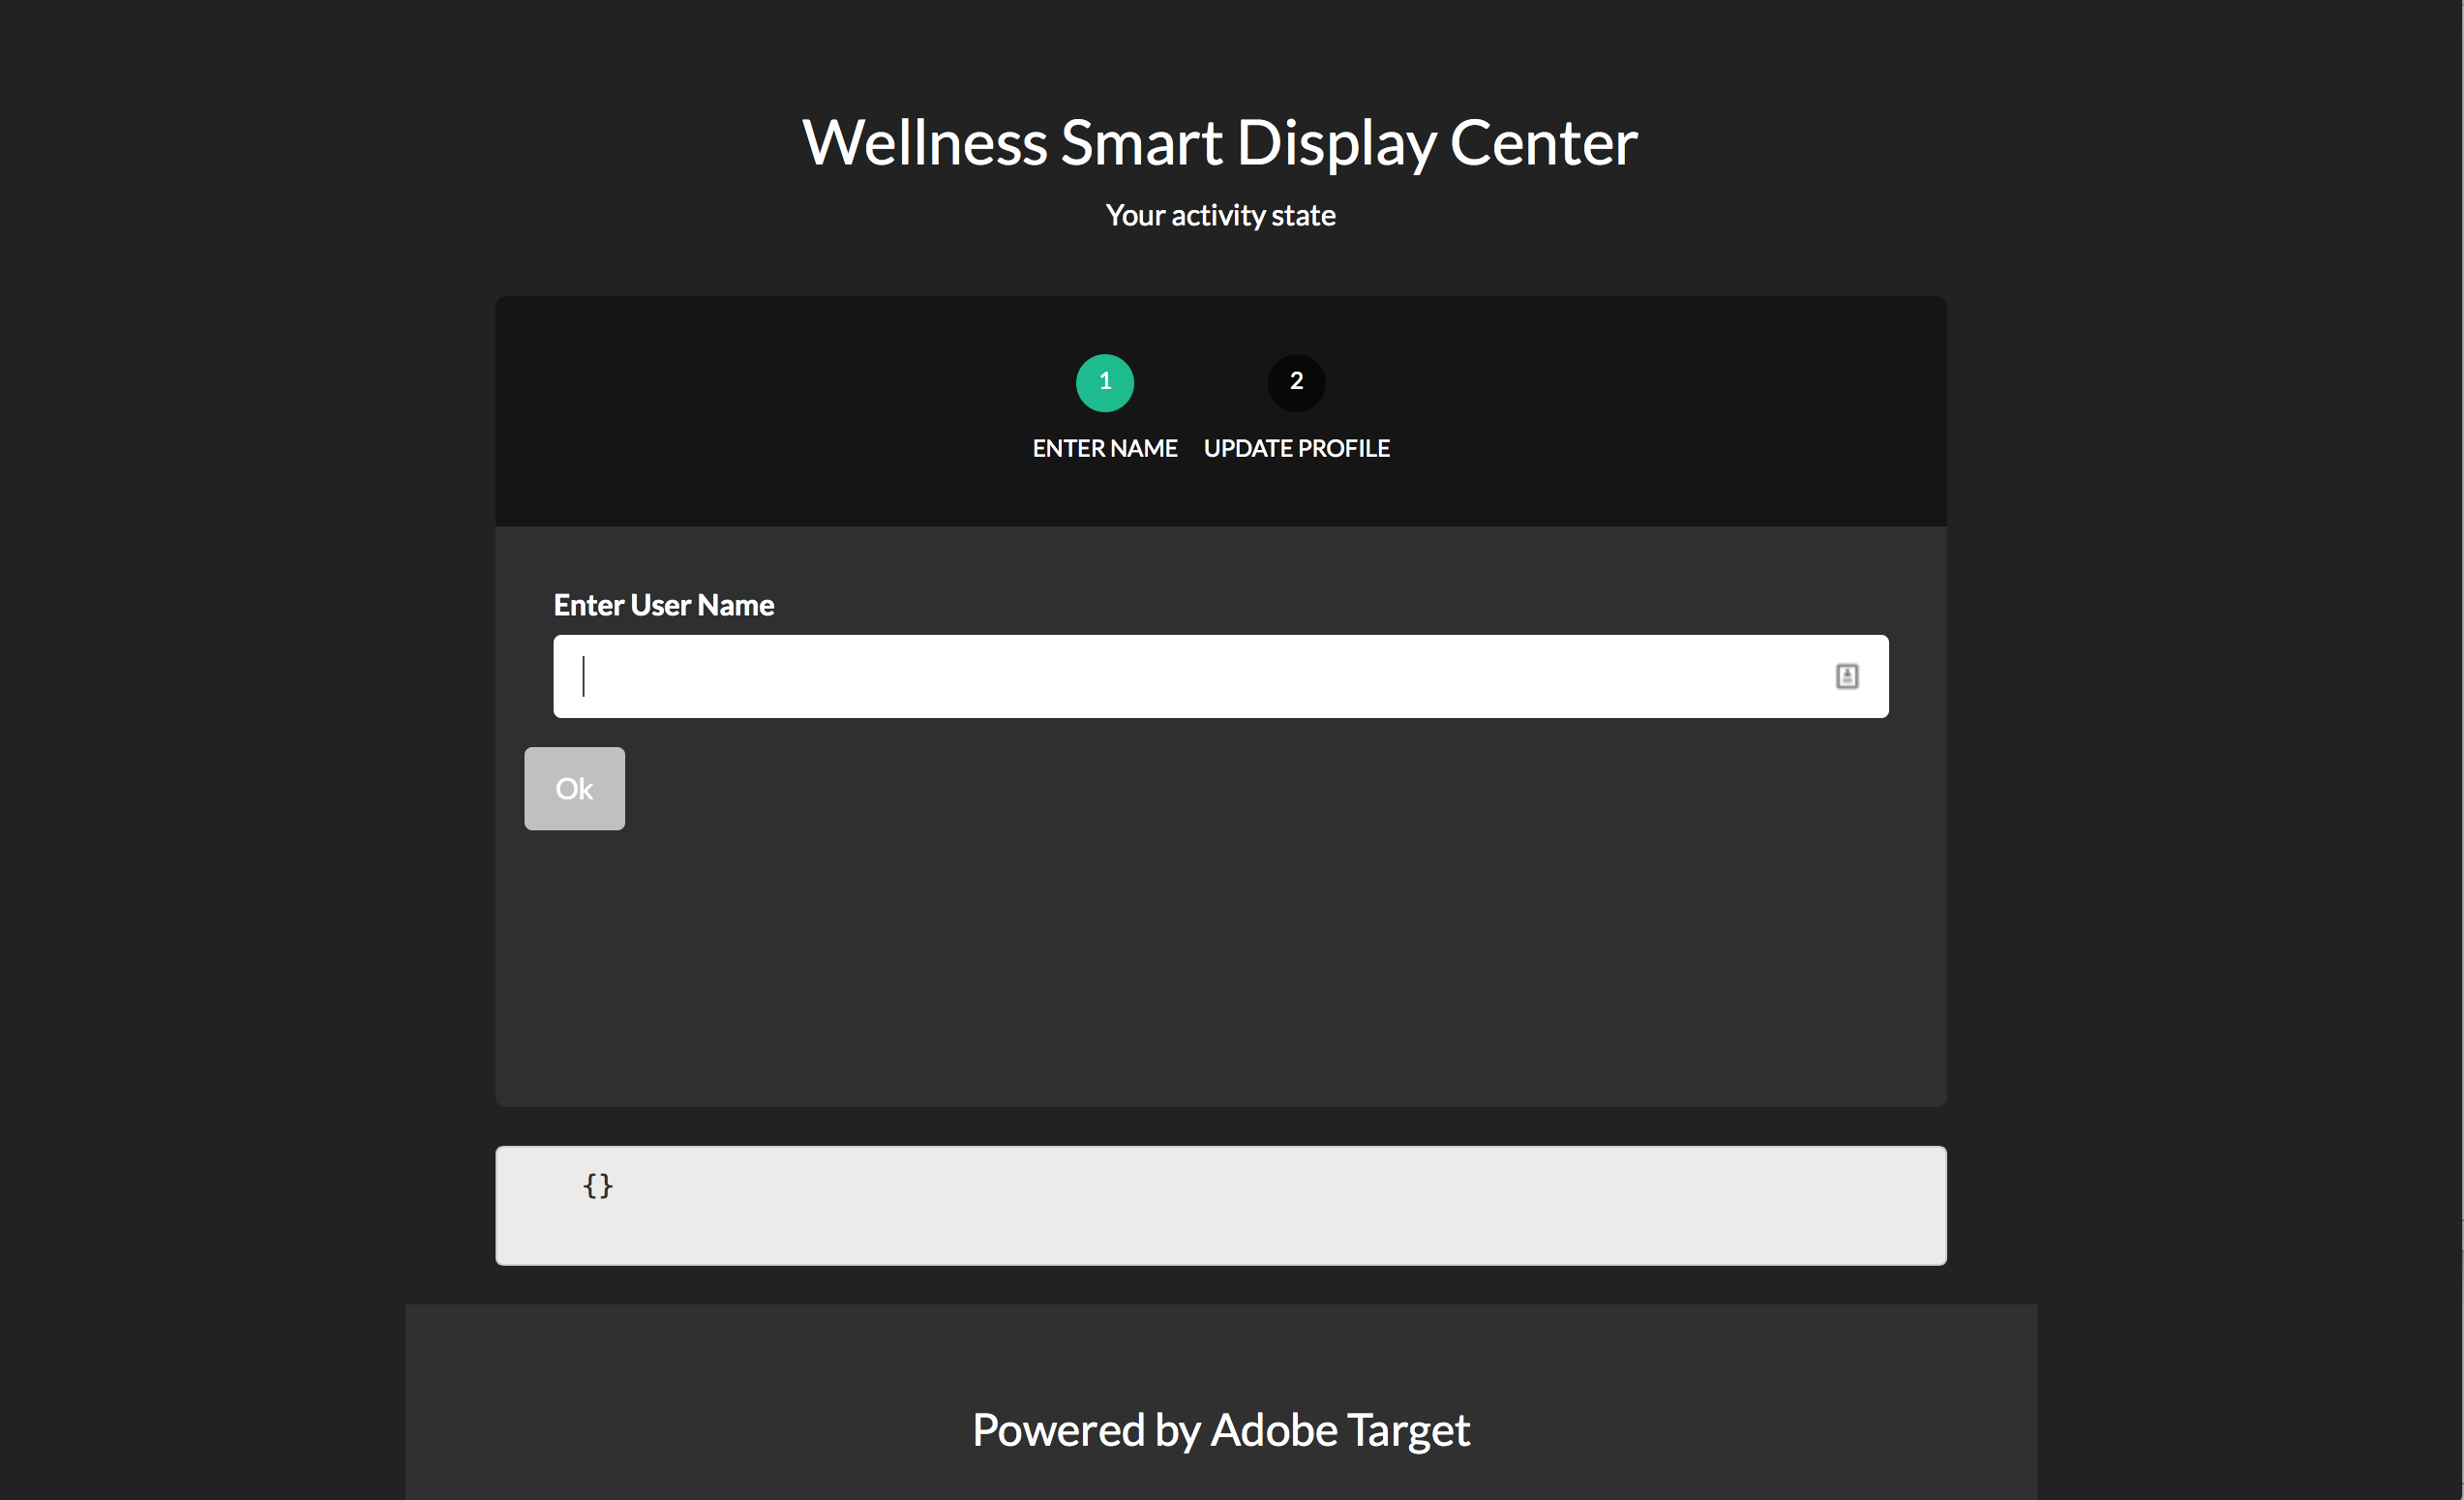 Wellness Smart Display Center
Your activity state
1 2
ENTER NAME UPDATE PROFILE
Enter User Name
Ok
{}
Powered by Adobe Target